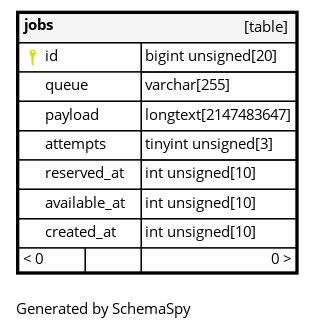 jobs [table]
id bigint unsigned[20]
queue varchar[255]
payload longtext[2147483647]
attempts tinyint unsigned[3]
reserved_at int unsigned[10]
available_at int unsigned[10]
created_at int unsigned[10]
< 0 0 >
Generated by SchemaSpy